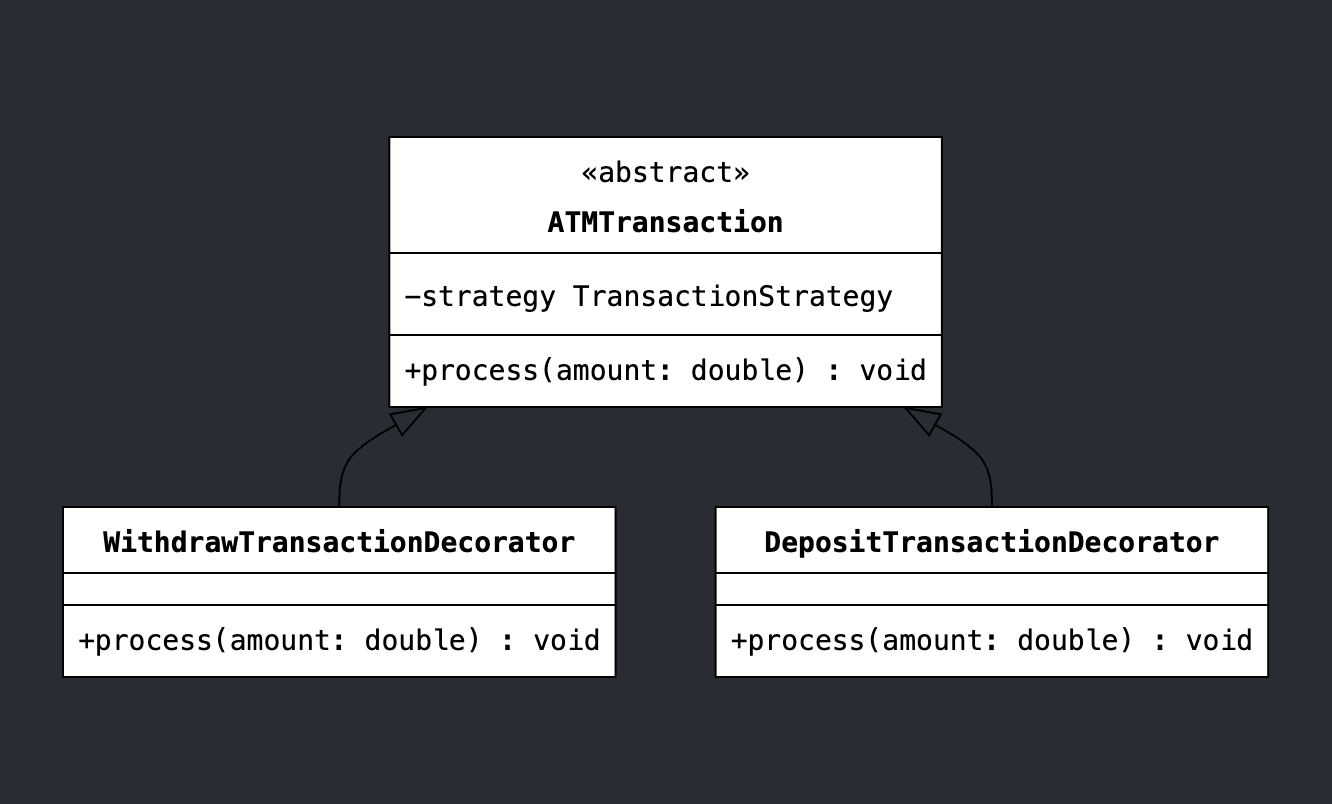 «abstract»
ATMTransaction
−strategy TransactionStrategy
+process(amount: double) : void
WithdrawTransactionDecorator
+process(amount: double) : void
DepositTransactionDecorator
+process(amount: double) : void